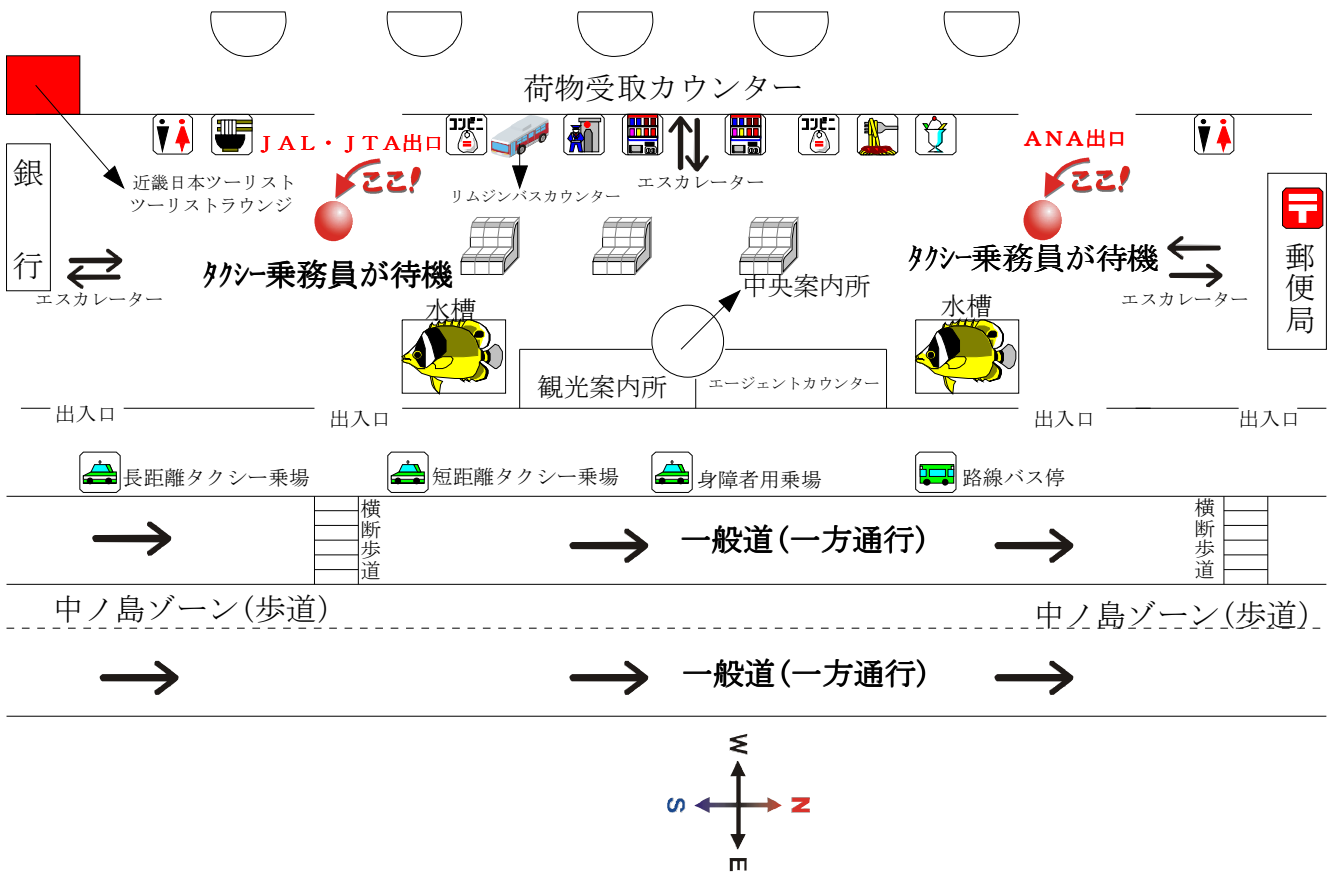 荷物受取カウンター
JAL・JTA出口
コンビニ
コンビニ
ANA出口
ここ!
ここ!
銀行
近畿日本ツーリスト
ツーリストラウンジ
リムジンバスカウンター
エスカレーター
郵便局
タクシー乗務員が待機
タクシー乗務員が待機
エスカレーター
エスカレーター
中央案内所
水槽
水槽
観光案内所
エージェントカウンター
出入口
出入口
出入口
出入口
長距離タクシー乗場
短距離タクシー乗場
身障者用乗場
路線バス停
横断歩道
一般道(一方通行)
横断歩道
中ノ島ゾーン(歩道)
中ノ島ゾーン(歩道)
一般道(一方通行)
W
S
N
E